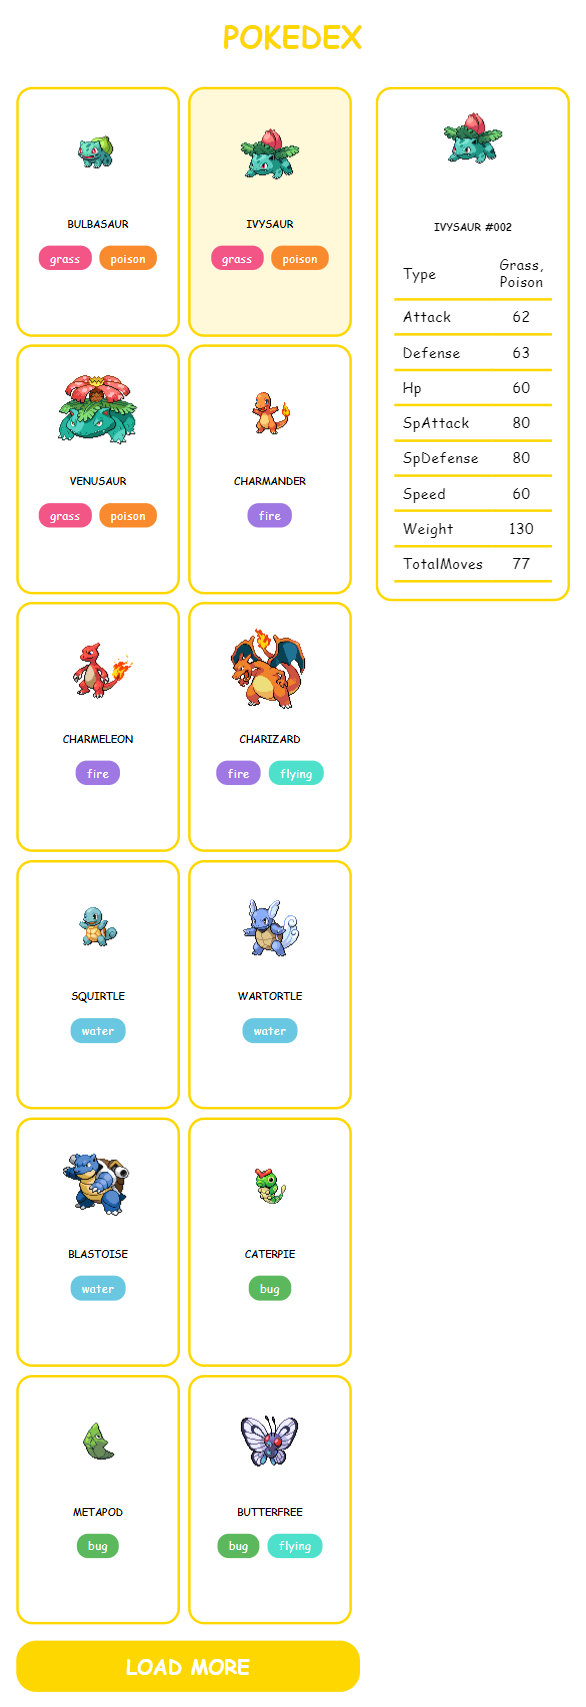 POKEDEX
BULBASAUR
grass poison
IVYSAUR
grass poison
VENUSAUR
grass poison
CHARMANDER
fire
CHARMELEON
fire
CHARIZARD
fire flying
SQUIRTLE
water
WARTORTLE
water
BLASTOISE
water
CATERPIE
bug
METAPOD
bug
BUTTERFREE
bug flying
LOAD MORE
IVYSAUR #002
Type Grass,
Poison
Attack 62
Defense 63
Hp 60
SpAttack 80
SpDefense 80
Speed 60
Weight 130
TotalMoves 77